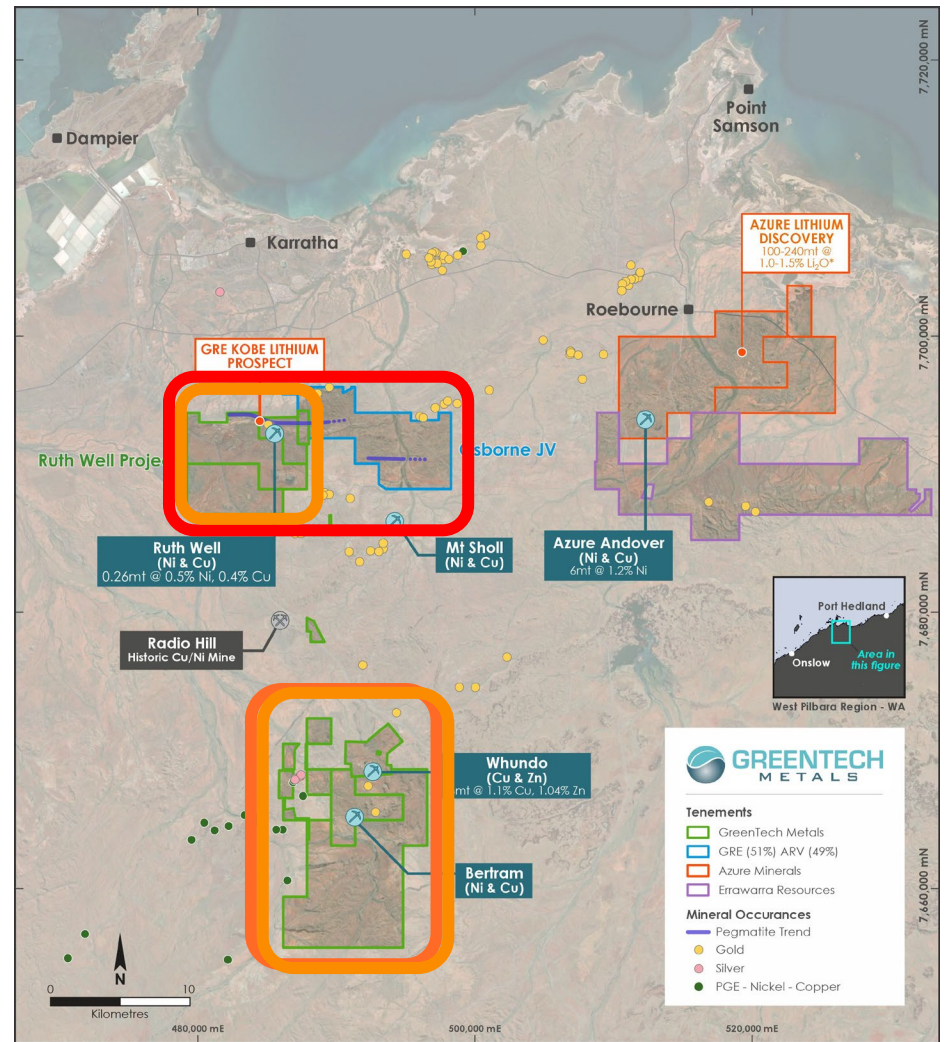 7,720,000 mN
Point
Samson
Dampier
Karratha
AZURE LITHIUM
DISCOVERY
100-240mt @
1.0-1.5% Li₂O*
Roebourne
7,700,000 mN
GRE KOBE LITHIUM
PROSPECT
Ruth Well
Osborne JV
Ruth Well
(Ni & Cu)
0.26mt @ 0.5% Ni, 0.4% Cu
Mt Sholl
(Ni & Cu)
Azure Andover
(Ni & Cu)
6mt @ 1.2% Ni
Radio Hill
Historic Cu/Ni Mine
7,680,000 mN
Port Hedland
Onslow
Area in
this figure
West Pilbara Region - WA
Whundo
(Cu & Zn)
mt @ 1.1% Cu, 1.04% Zn
Bertram
(Ni & Cu)
7,660,000 mN
GREENTECH
METALS
Tenements
GreenTech Metals
GRE (51%) ARV (49%)
Azure Minerals
Errawarra Resources
Mineral Occurances
Pegmatite Trend
Gold
Silver
PGE - Nickel - Copper
N
0 10
Kilometres
480,000 mE
500,000 mE
520,000 mE